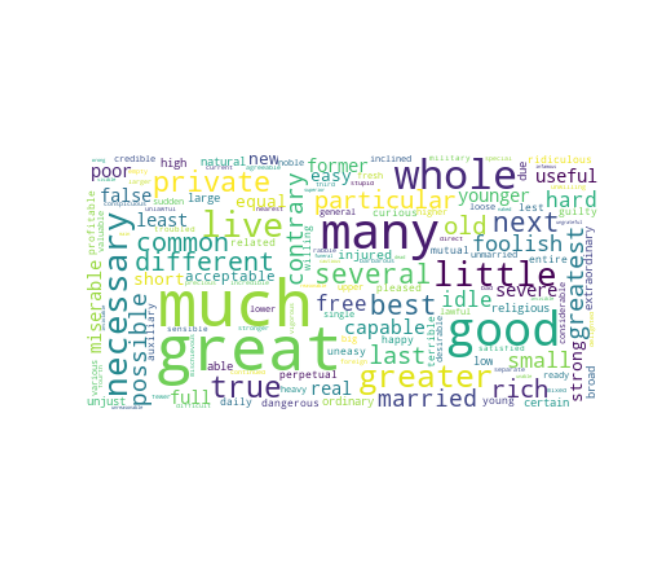 credible
high
natural
new
noble
former
inclined
military
special
ridiculous
poor
private
easy
fresh
whole
due
useful
false
sudden
large
equal
third
stupid
particular
younger
hard
general
curious
higher
loose
lest
guilty
least
live
contrary
many
old
next
direct
common
related
willing
injured
mutual
unmarried
foolish
different
several
little
entire
short
acceptable
upper
pleased
severe
extraordinary
profitable
valuable
miserable
necessary
possible
auxiliary
much
great
lower
free
best
idle
religious
considerable
greatest
single
capable
lawful
good
sensible
stranger
big
happy
terrible
desirable
satisfied
various
able
uneasy
last
low
small
strong
broad
true
perpetual
greater
separate
ready
unjust
full
heavy
real
married
rich
daily
dangerous
ordinary
young
certain
difficult